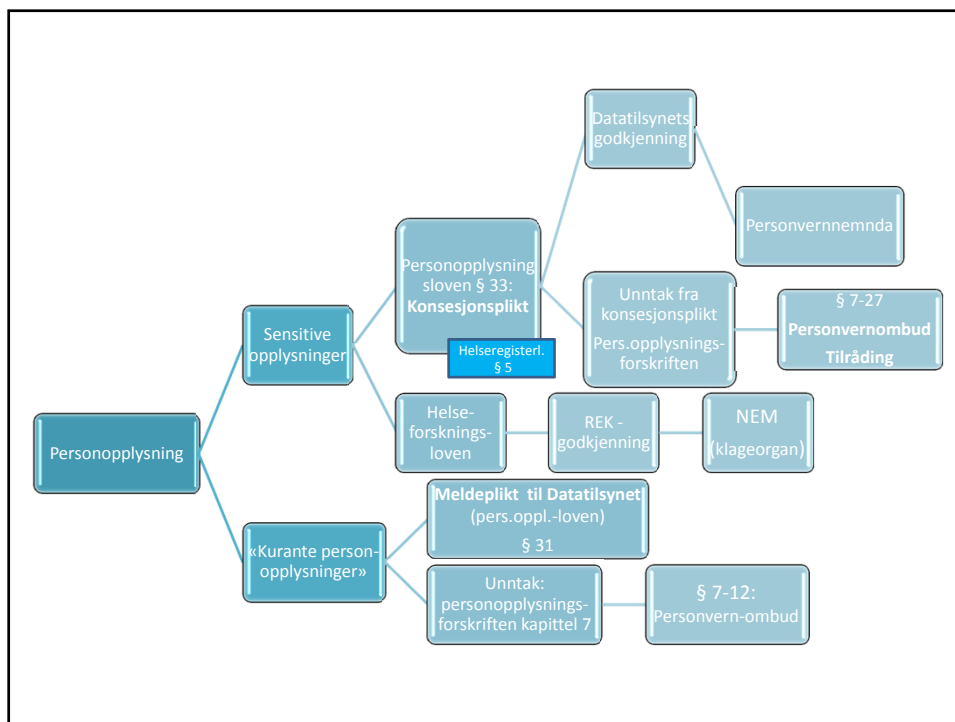 Personopplysning
Sensitive
opplysninger
Personopplysning
sloven § 33:
Konsesjonsplikt
Helseregisterl.
§ 5
Datatilsynets
godkjenning
Personvernnemnda
Unntak fra
konsesjonsplikt
Pers.opplysnings-
forskriften
§ 7-27
Personvernombud
Tilråding
Helse-
forsknings-
loven
REK -
godkjenning
NEM
(klageorgan)
«Kurante person-
opplysninger»
Meldeplikt til Datatilsynet
(pers.oppl.-loven)
§ 31
Unntak:
personopplysnings-
forskriften kapittel 7
§ 7-12:
Personvern-ombud